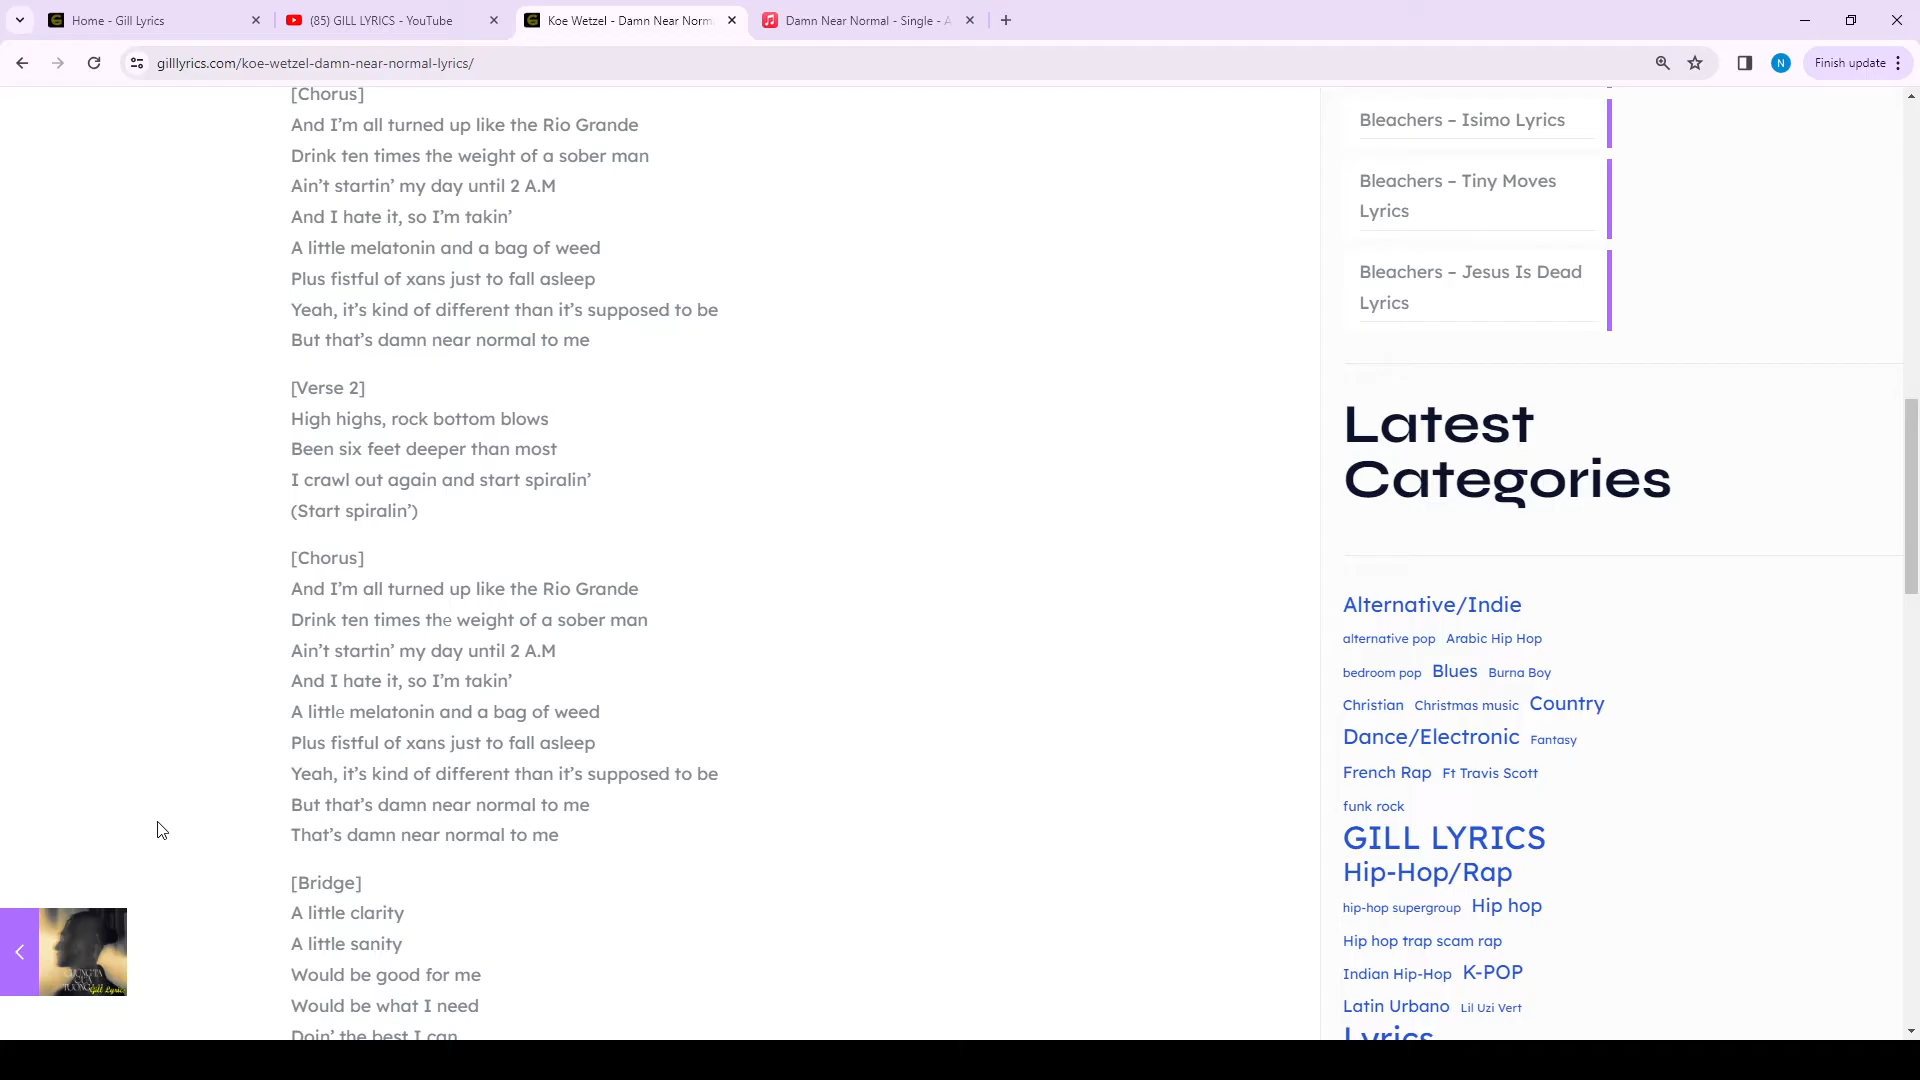 Home - Gill Lyrics
(85) GILL LYRICS - YouTube
Koe Wetzel - Damn Near Norm
Damn Near Normal - Single - A
gilllyrics.com/koe-wetzel-damn-near-normal-lyrics/
N
Finish update
[Chorus]
And I’m all turned up like the Rio Grande
Drink ten times the weight of a sober man
Ain’t startin’ my day until 2 A.M
And I hate it, so I’m takin’
A little melatonin and a bag of weed
Plus fistful of xans just to fall asleep
Yeah, it’s kind of different than it’s supposed to be
But that’s damn near normal to me
[Verse 2]
High highs, rock bottom blows
Been six feet deeper than most
I crawl out again and start spiralin’
(Start spiralin’)
[Chorus]
And I’m all turned up like the Rio Grande
Drink ten times the weight of a sober man
Ain’t startin’ my day until 2 A.M
And I hate it, so I’m takin’
A little melatonin and a bag of weed
Plus fistful of xans just to fall asleep
Yeah, it’s kind of different than it’s supposed to be
But that’s damn near normal to me
That’s damn near normal to me
[Bridge]
A little clarity
A little sanity
Would be good for me
Would be what I need
Doin’ the best I can
Bleachers – Isimo Lyrics
Bleachers – Tiny Moves
Lyrics
Bleachers – Jesus Is Dead
Lyrics
Latest
Categories
Alternative/Indie
alternative pop Arabic Hip Hop
bedroom pop Blues Burna Boy
Christian Christmas music Country
Dance/Electronic Fantasy
French Rap Ft Travis Scott
funk rock
GILL LYRICS
Hip-Hop/Rap
hip-hop supergroup Hip hop
Hip hop trap scam rap
Indian Hip-Hop K-POP
Latin Urbano Lil Uzi Vert
Lyrics